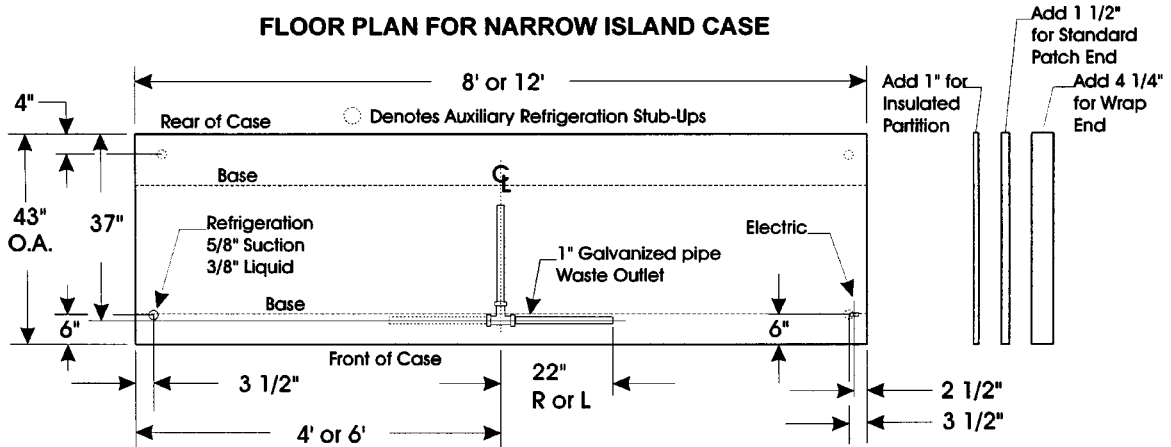 FLOOR PLAN FOR NARROW ISLAND CASE
Add 1 1/2"
for Standard
Patch End
8' or 12'
4"
Add 1" for
Insulated
Partition
Add 4 1/4"
for Wrap
End
Rear of Case
Denotes Auxiliary Refrigeration Stub-Ups
Base
CL
43"
O.A.
37"
Refrigeration
5/8" Suction
3/8" Liquid
Electric
1" Galvanized pipe
Waste Outlet
Base
6"
6"
Front of Case
3 1/2"
22"
R or L
2 1/2"
3 1/2"
4' or 6'